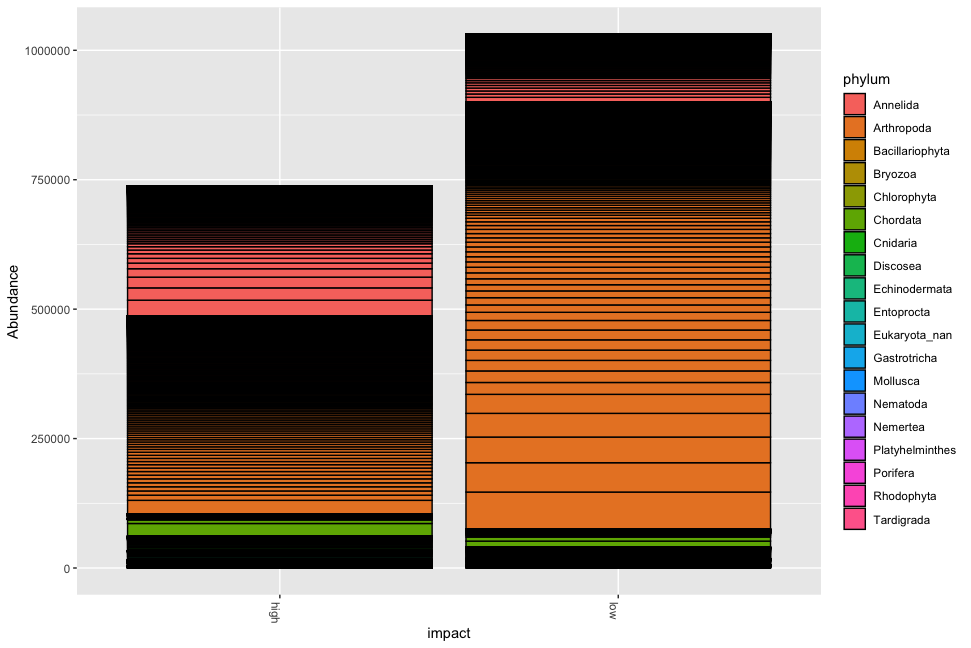 1000000
750000
500000
250000
0
Abundance
high
low
impact
phylum
Annelida
Arthropoda
Bacillariophyta
Bryozoa
Chlorophyta
Chordata
Cnidaria
Discosea
Echinodermata
Entoprocta
Eukaryota_nan
Gastrotricha
Mollusca
Nematoda
Nemertea
Platyhelminthes
Porifera
Rhodophyta
Tardigrada